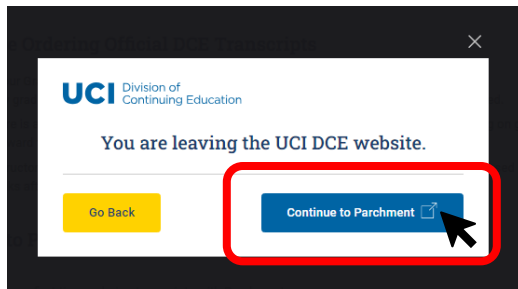 Ordering Official DCE Transcripts
UCI Division of
Continuing Education
You are leaving the UCI DCE website.
Go Back
Continue to Parchment